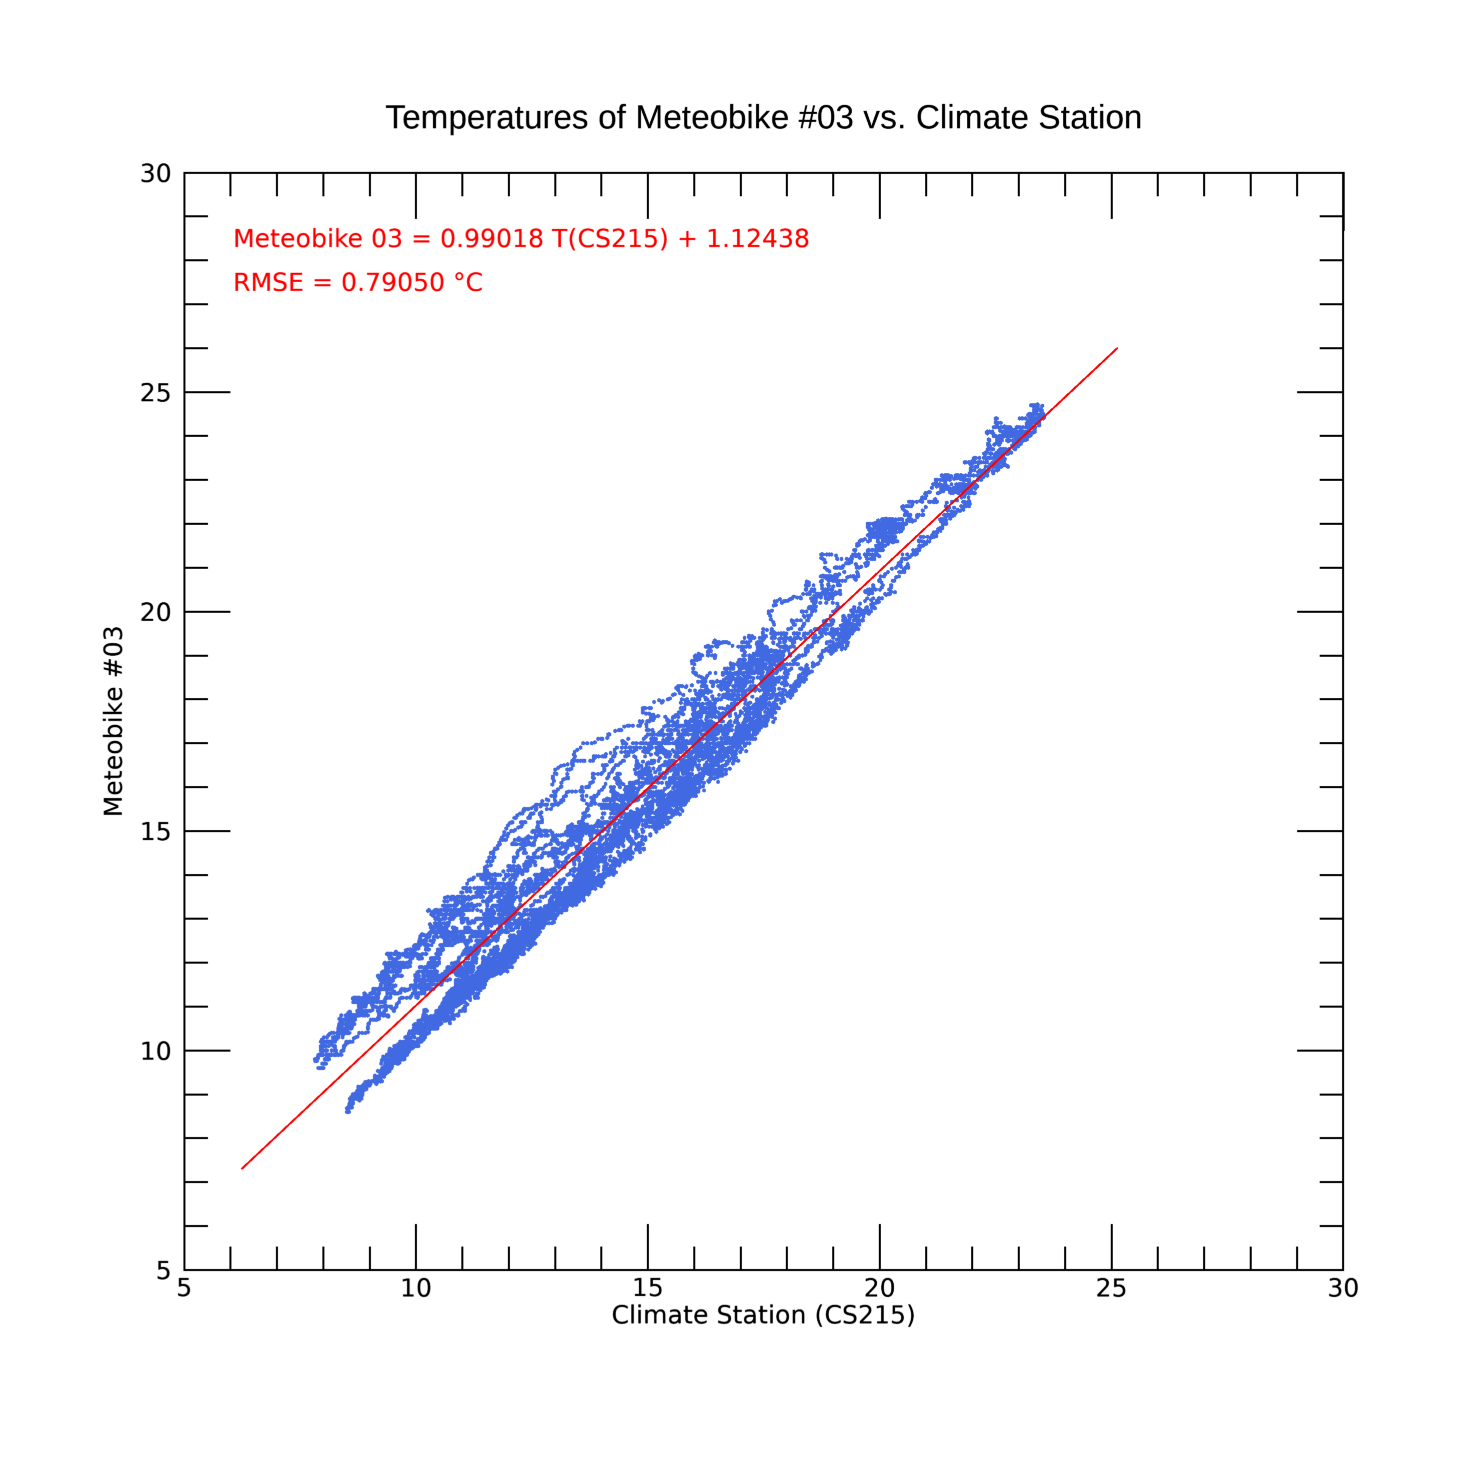 Temperatures of Meteobike #03 vs. Climate Station
30
Meteobike 03 = 0.99018 T(CS215) + 1.12438
RMSE = 0.79050 °C
25
20
Meteobike #03
15
10
5
5 10 15 20 25 30
Climate Station (CS215)